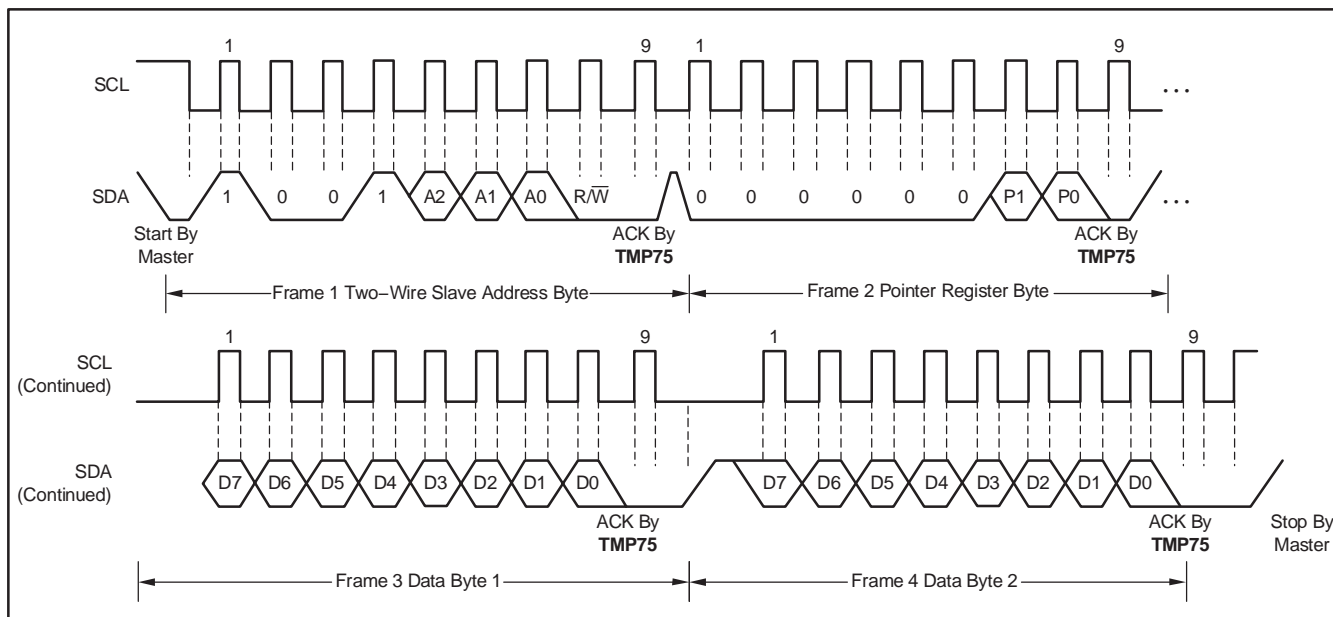 1 9 1 9
SCL ...
SDA 1 0 0 1 A2 A1 A0 R/W̅ 0 0 0 0 0 0 P1 P0 ...
Start By Master
ACK By TMP75
ACK By TMP75
Frame 1 Two−Wire Slave Address Byte
Frame 2 Pointer Register Byte
1 9 1 9
SCL (Continued)
SDA (Continued)
D7 D6 D5 D4 D3 D2 D1 D0 D7 D6 D5 D4 D3 D2 D1 D0
ACK By TMP75
ACK By TMP75
Stop By Master
Frame 3 Data Byte 1
Frame 4 Data Byte 2